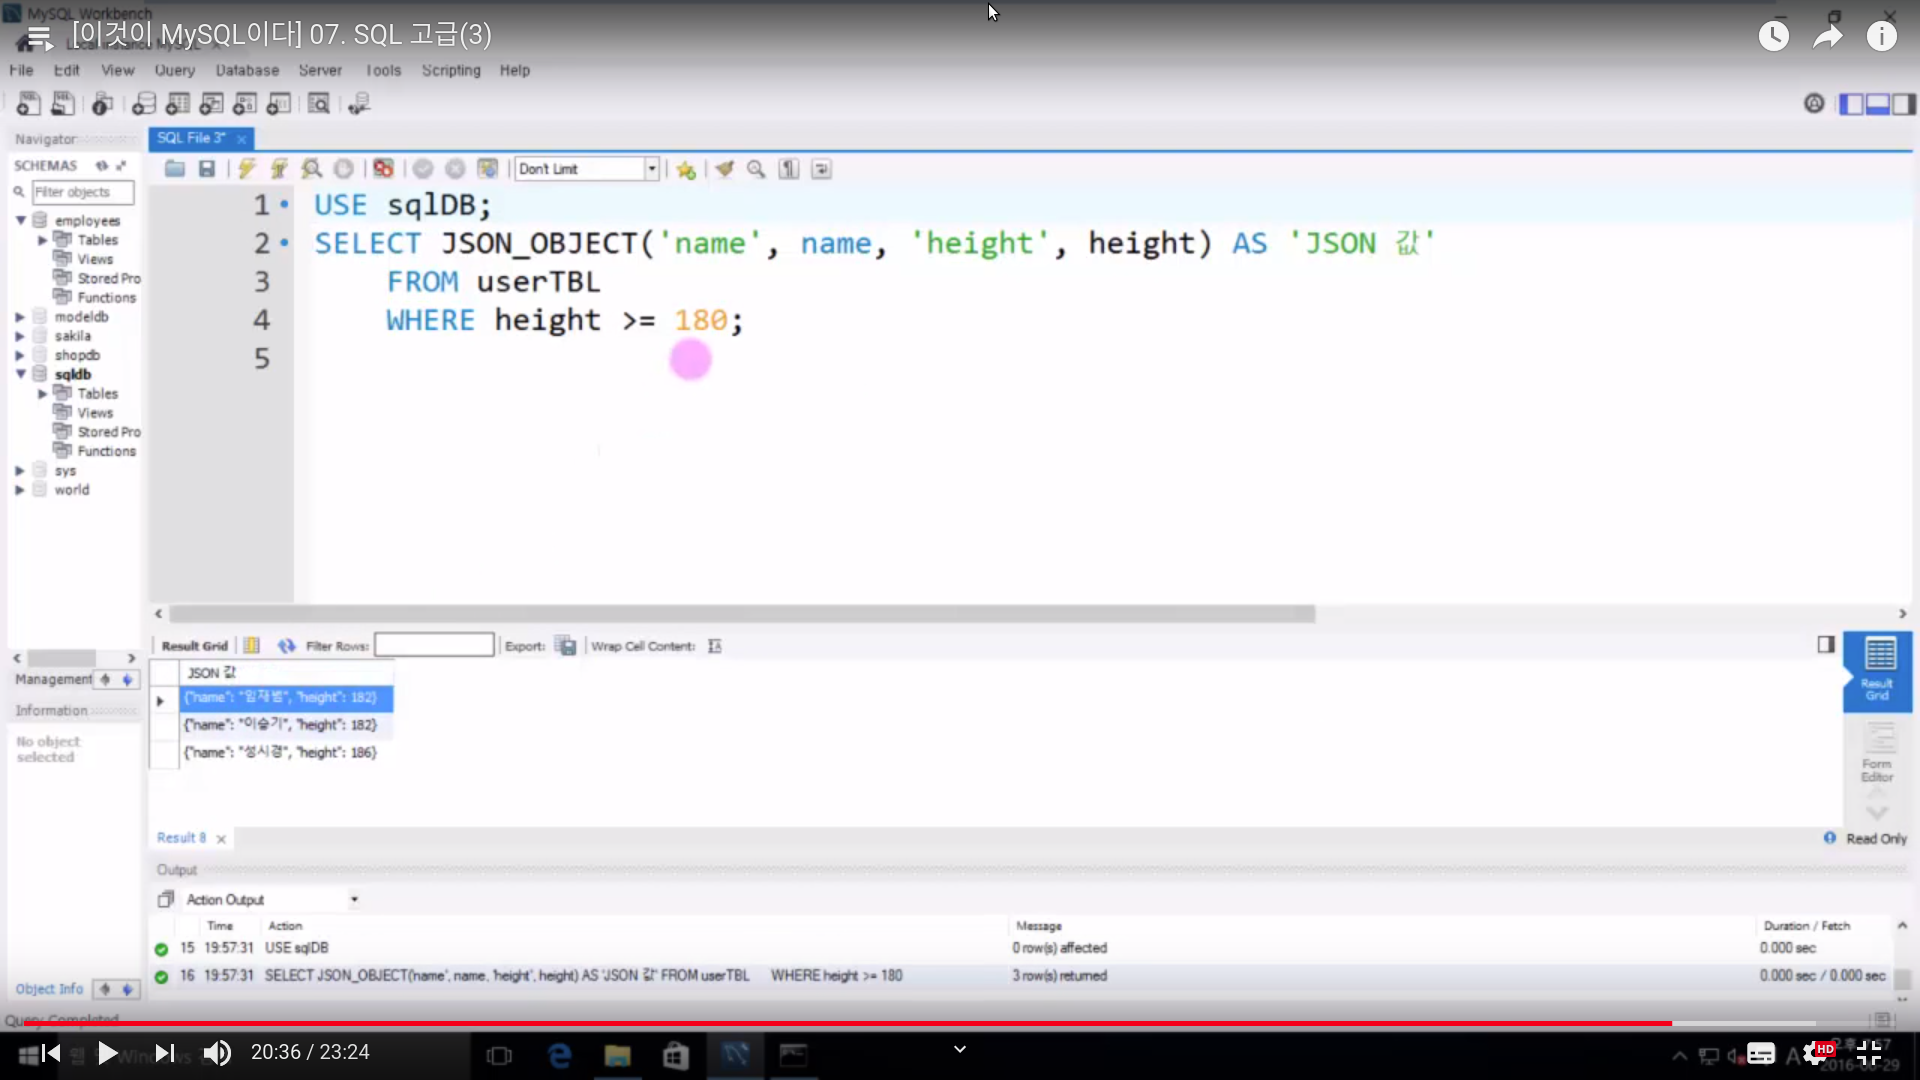 MySQL Workbench
[이것이 MySQL이다] 07. SQL 고급(3)
File Edit View Query Database Server Tools Scripting Help
Navigator
SQL File 3*
SCHEMAS
Don't Limit
Filter objects
employees
Tables
Views
Stored Pro
Functions
modeldb
sakila
shopdb
sqldb
Tables
Views
Stored Pro
Functions
sys
world
1 USE sqlDB;
2 SELECT JSON_OBJECT('name', name, 'height', height) AS 'JSON 값'
3 FROM userTBL
4 WHERE height >= 180;
5
Management
Information
No object
selected
Object Info
Result Grid Filter Rows: Export: Wrap Cell Content:
JSON 값
{"name": "임재범", "height": 182}
{"name": "이승기", "height": 182}
{"name": "성시경", "height": 186}
Result
Grid
Form
Editor
Result 8
Read Only
Output
Action Output
Time Action Message Duration / Fetch
15 19:57:31 USE sqlDB 0 row(s) affected 0.000 sec
16 19:57:31 SELECT JSON_OBJECT('name', name, 'height', height) AS 'JSON 값' FROM userTBL WHERE height >= 180 3 row(s) returned 0.000 sec / 0.000 sec
Query Completed
20:36 / 23:24
HD